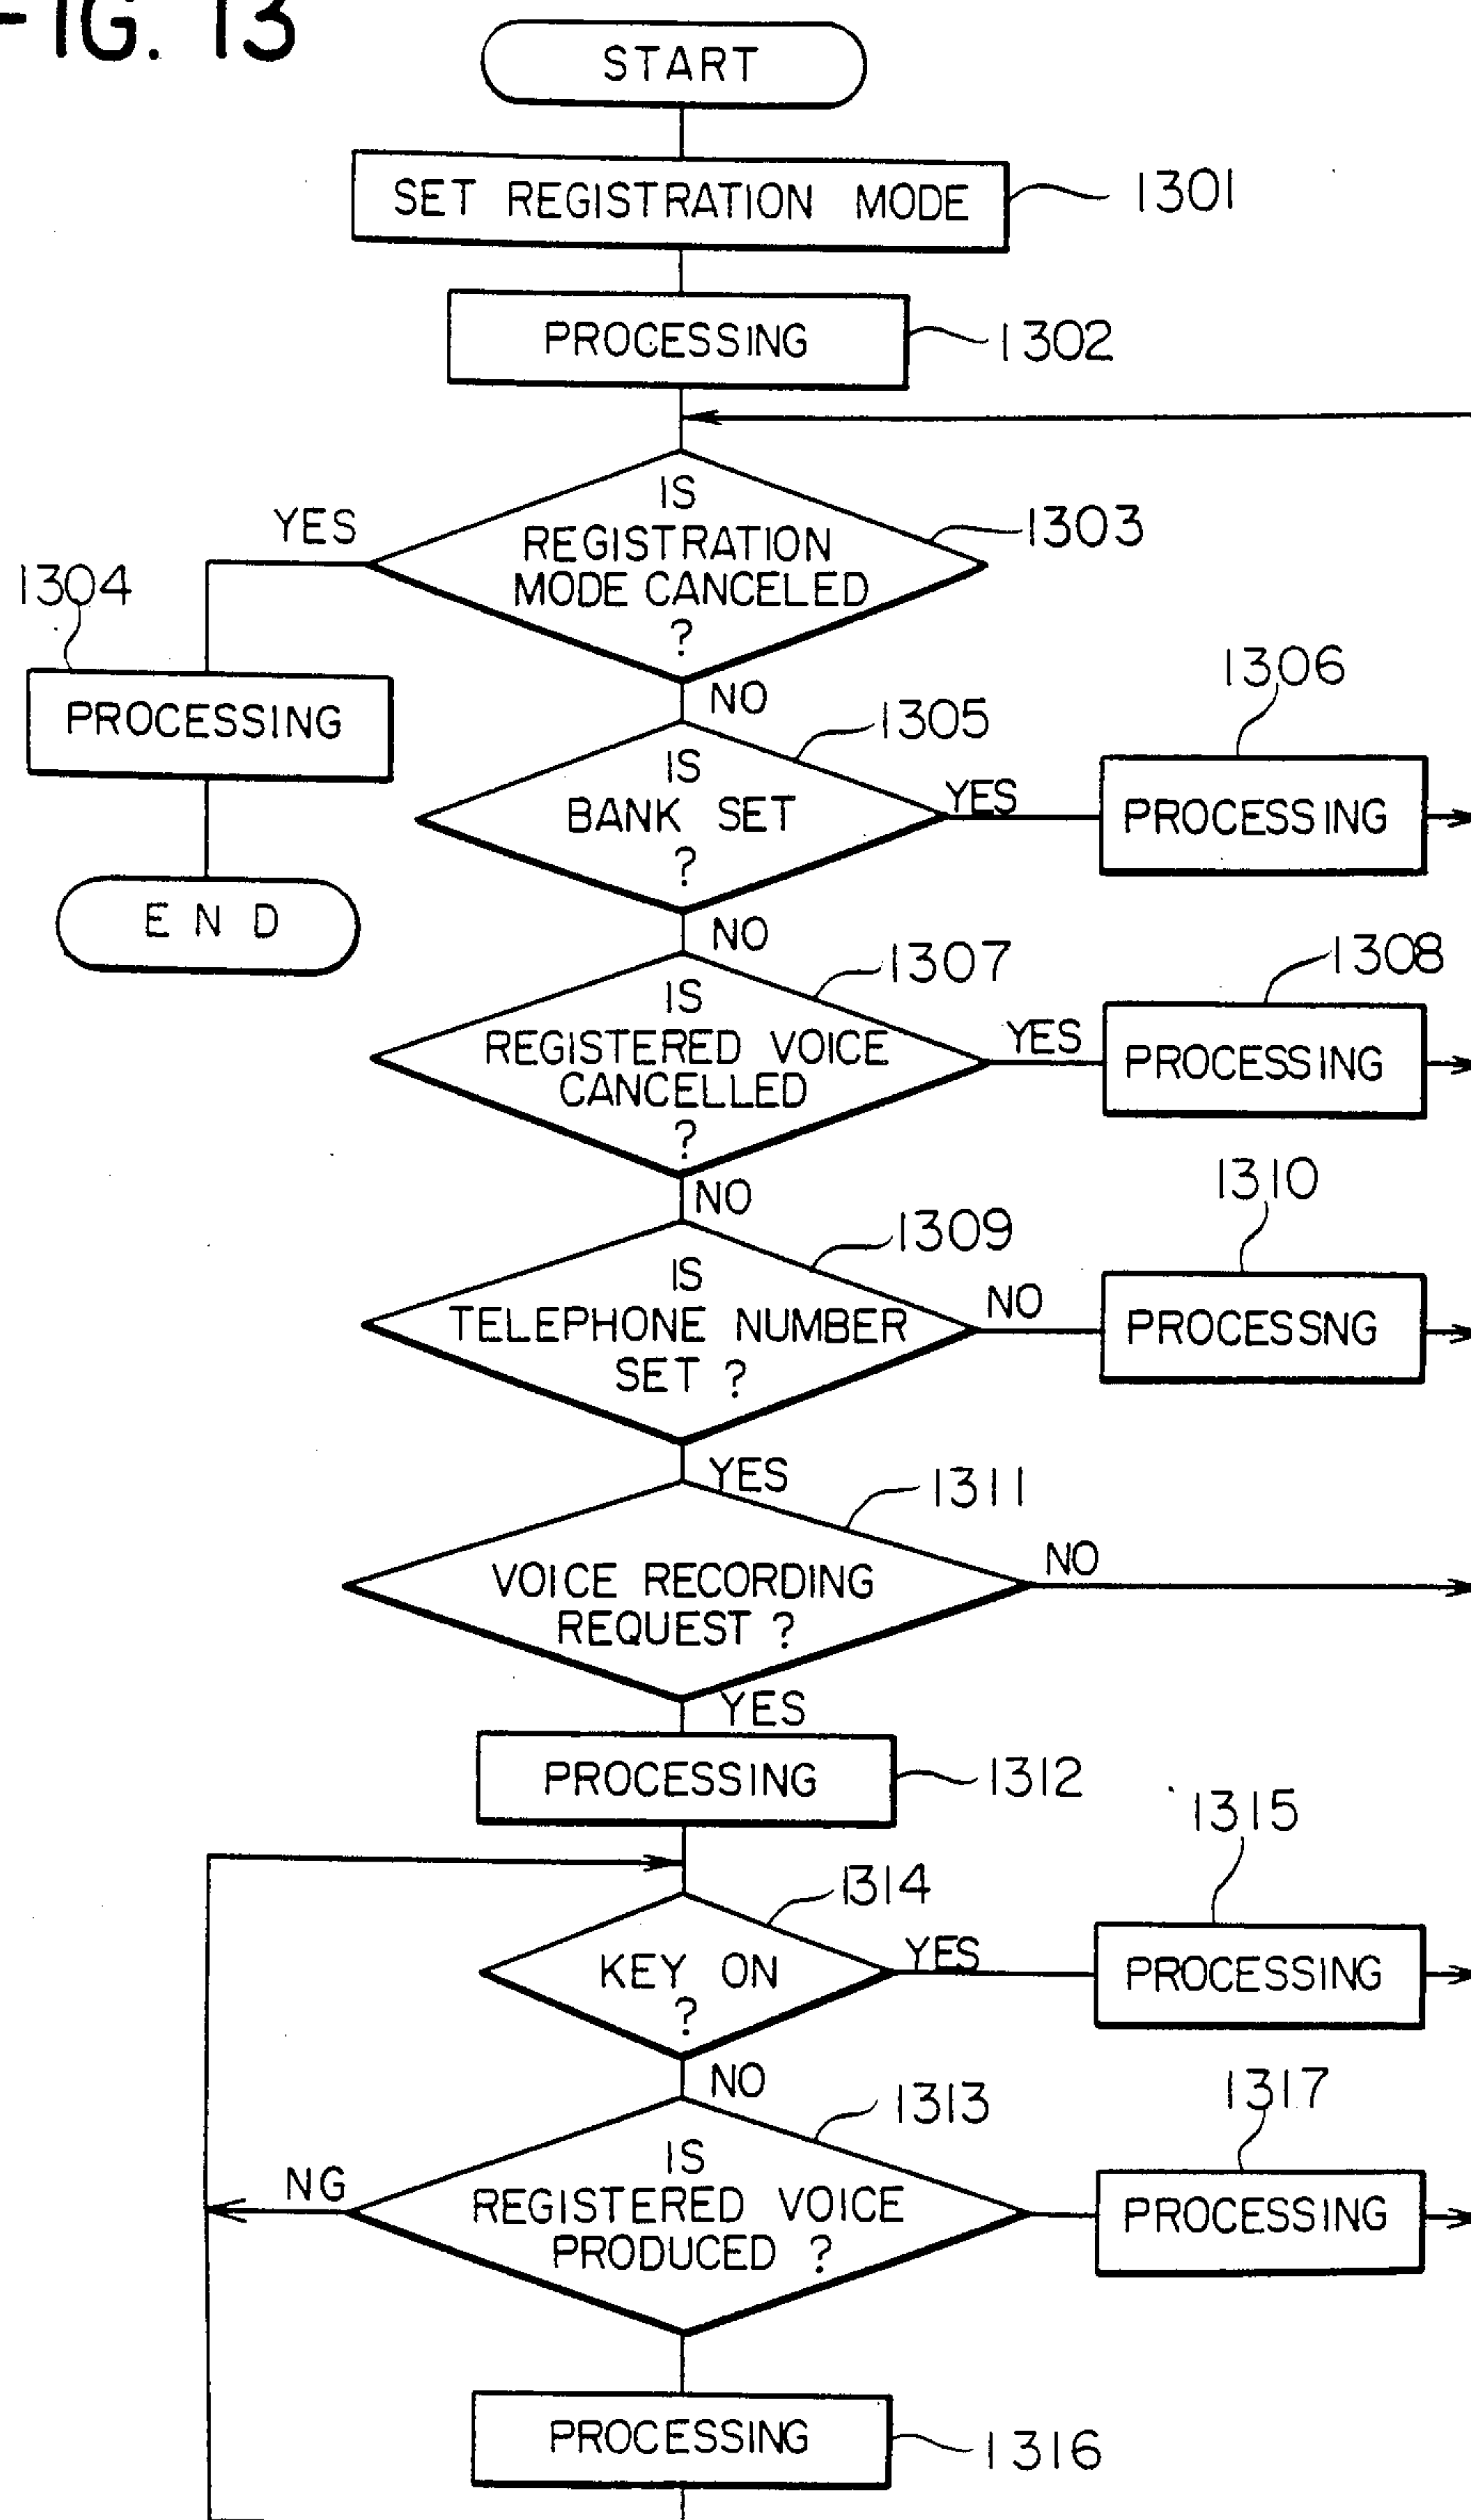 FIG. 13
START
SET REGISTRATION MODE
1301
PROCESSING
1302
IS
REGISTRATION
MODE CANCELED
?
1303
YES
1304
PROCESSING
END
NO
1305
IS
BANK SET
?
YES
1306
PROCESSING
NO
1307
IS
REGISTERED VOICE
CANCELLED
?
YES
1308
PROCESSING
NO
1309
IS
TELEPHONE NUMBER
SET ?
NO
1310
PROCESSNG
YES
1311
VOICE RECORDING
REQUEST ?
NO
YES
PROCESSING
1312
1314
KEY ON
?
YES
1315
PROCESSING
NO
1313
IS
REGISTERED VOICE
PRODUCED ?
NG
1317
PROCESSING
PROCESSING
1316